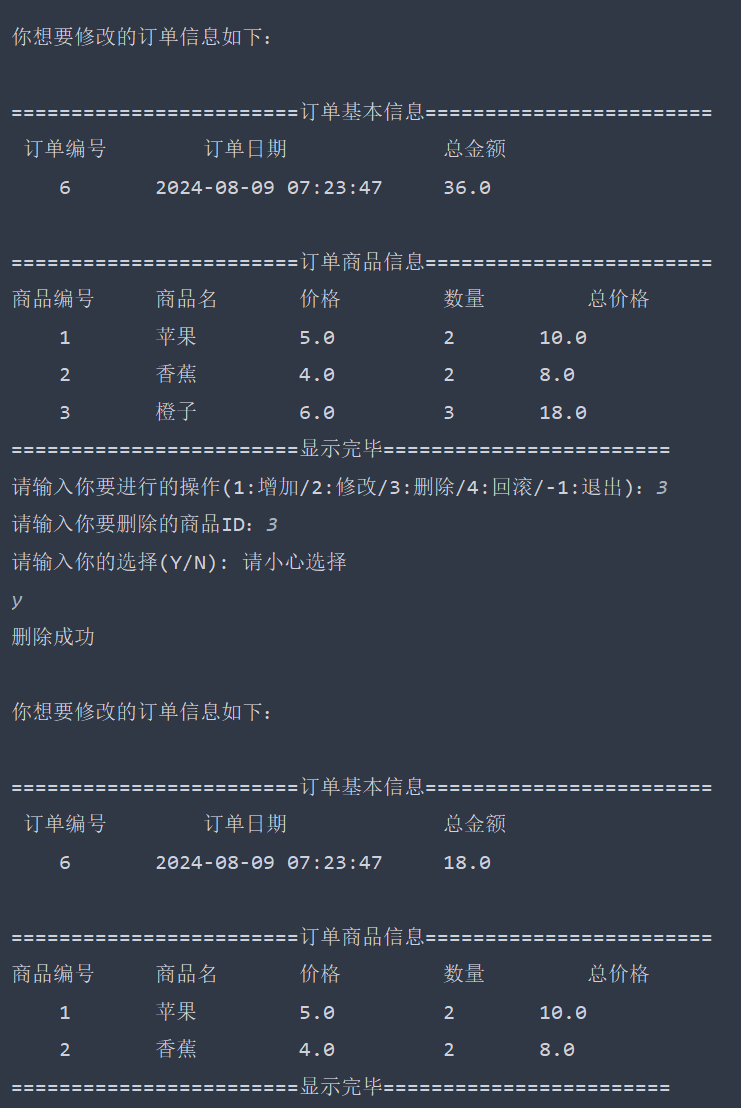 你想要修改的订单信息如下：
========================订单基本信息========================
订单编号 订单日期 总金额
6 2024-08-09 07:23:47 36.0
========================订单商品信息========================
商品编号 商品名 价格 数量 总价格
1 苹果 5.0 2 10.0
2 香蕉 4.0 2 8.0
3 橙子 6.0 3 18.0
========================显示完毕========================
请输入你要进行的操作(1:增加/2:修改/3:删除/4:回滚/-1:退出)：3
请输入你要删除的商品ID：3
请输入你的选择(Y/N): 请小心选择
y
删除成功
你想要修改的订单信息如下：
========================订单基本信息========================
订单编号 订单日期 总金额
6 2024-08-09 07:23:47 18.0
========================订单商品信息========================
商品编号 商品名 价格 数量 总价格
1 苹果 5.0 2 10.0
2 香蕉 4.0 2 8.0
========================显示完毕========================